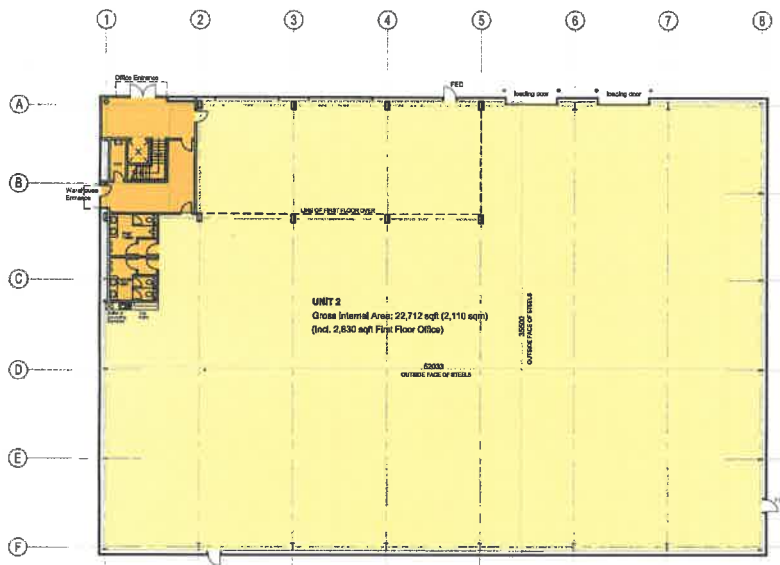 1 2 3 4 5 6 7 8
Office Entrance
FED
loading door
loading door
A
B
Warehouse
Entrance
LINE OF FIRST FLOOR OVER
C
UNIT 2
Gross Internal Area: 22,712 sqft (2,110 sqm)
(Incl. 2,830 sqft First Floor Office)
35500
OUTSIDE FACE OF STEELS
D
52033
OUTSIDE FACE OF STEELS
E
F